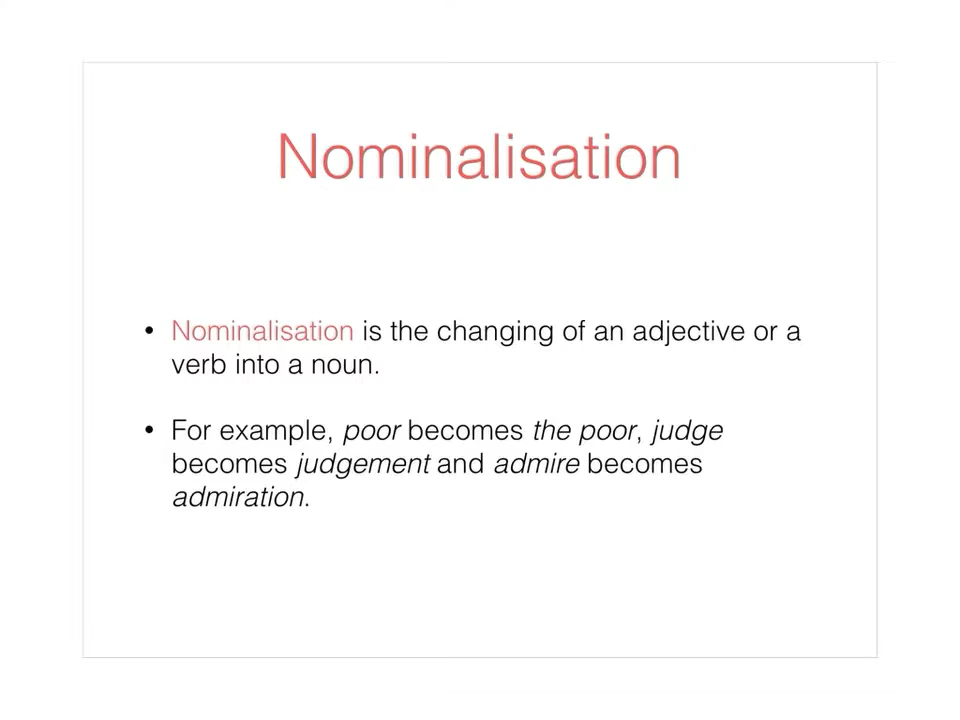 Nominalisation
• Nominalisation is the changing of an adjective or a
verb into a noun.
• For example, poor becomes the poor, judge
becomes judgement and admire becomes
admiration.